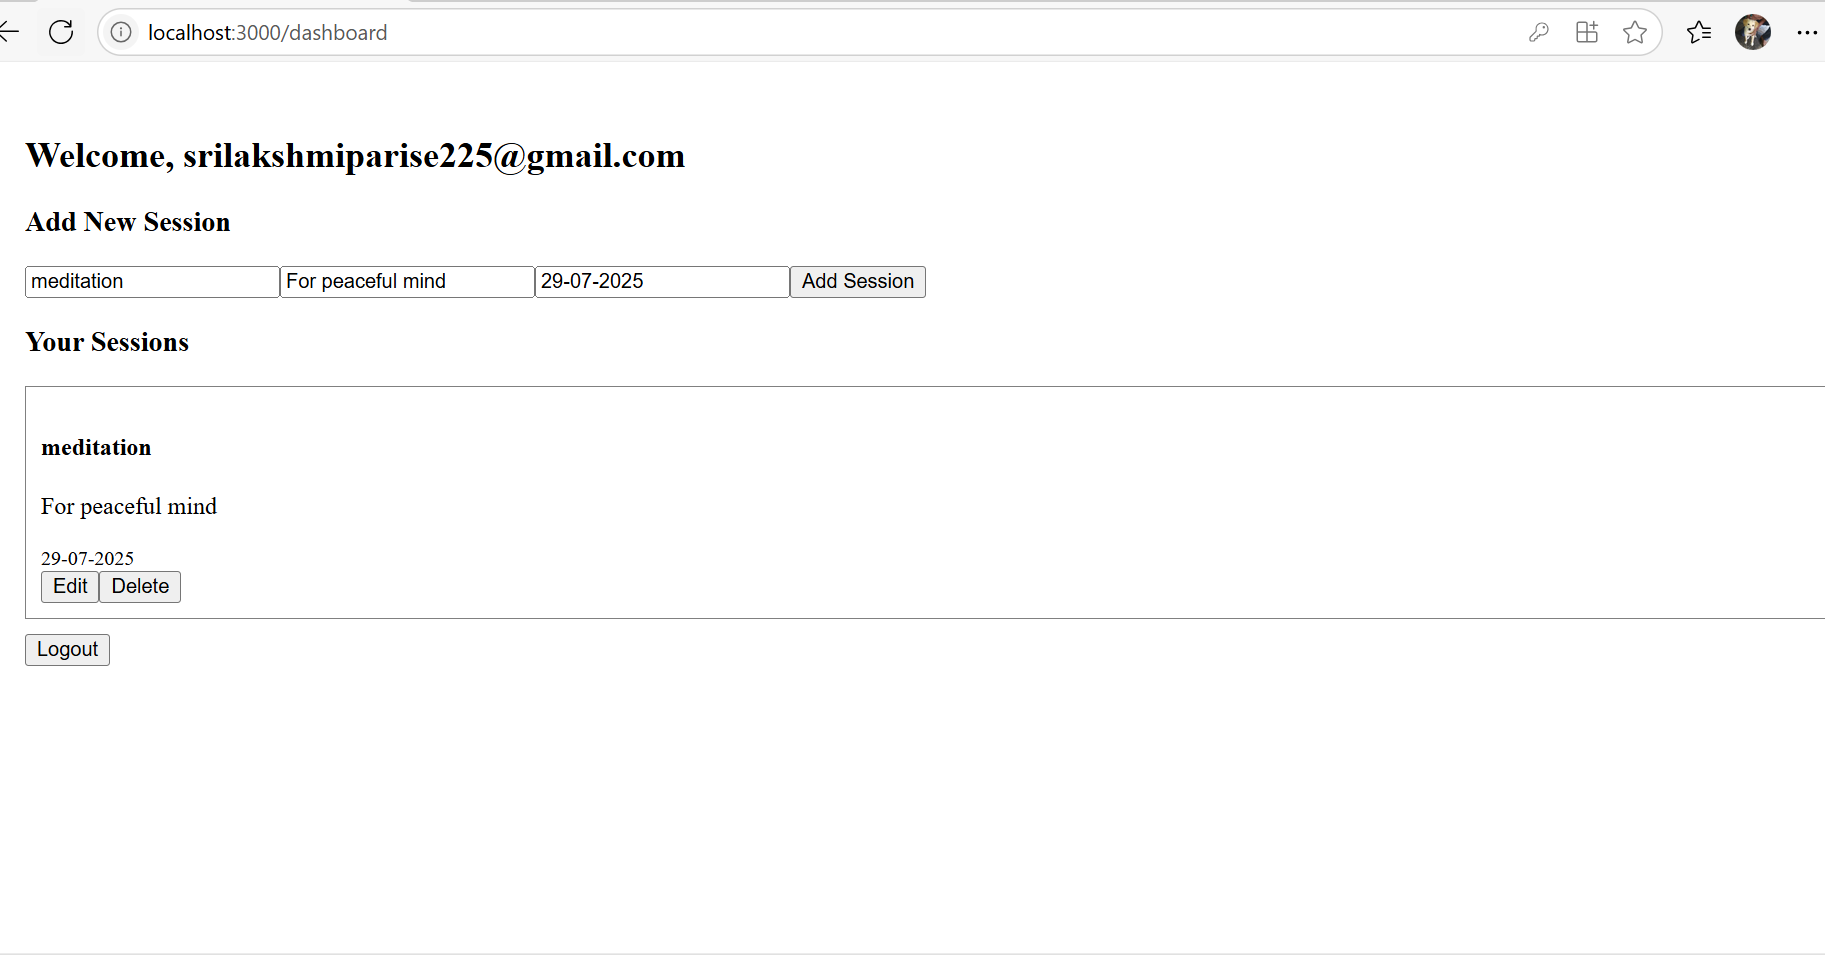 localhost:3000/dashboard
Welcome, srilakshmiparise225@gmail.com
Add New Session
meditation For peaceful mind 29-07-2025 Add Session
Your Sessions
meditation
For peaceful mind
29-07-2025
Edit Delete
Logout